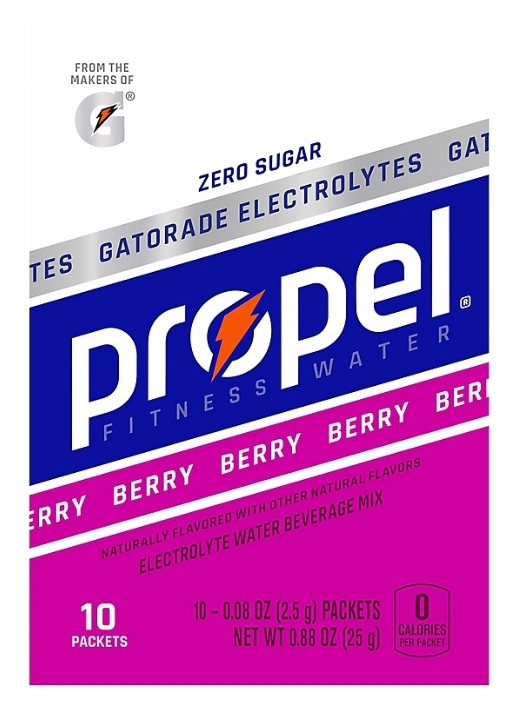 FROM THE
MAKERS OF
G®
ZERO SUGAR
TES GATORADE ELECTROLYTES GAT
propel®
FITNESS WATER
ERRY BERRY BERRY BERRY BERI
NATURALLY FLAVORED WITH OTHER NATURAL FLAVORS
ELECTROLYTE WATER BEVERAGE MIX
10
PACKETS
10 – 0.08 OZ (2.5 g) PACKETS
NET WT 0.88 OZ (25 g)
0
CALORIES
PER PACKET